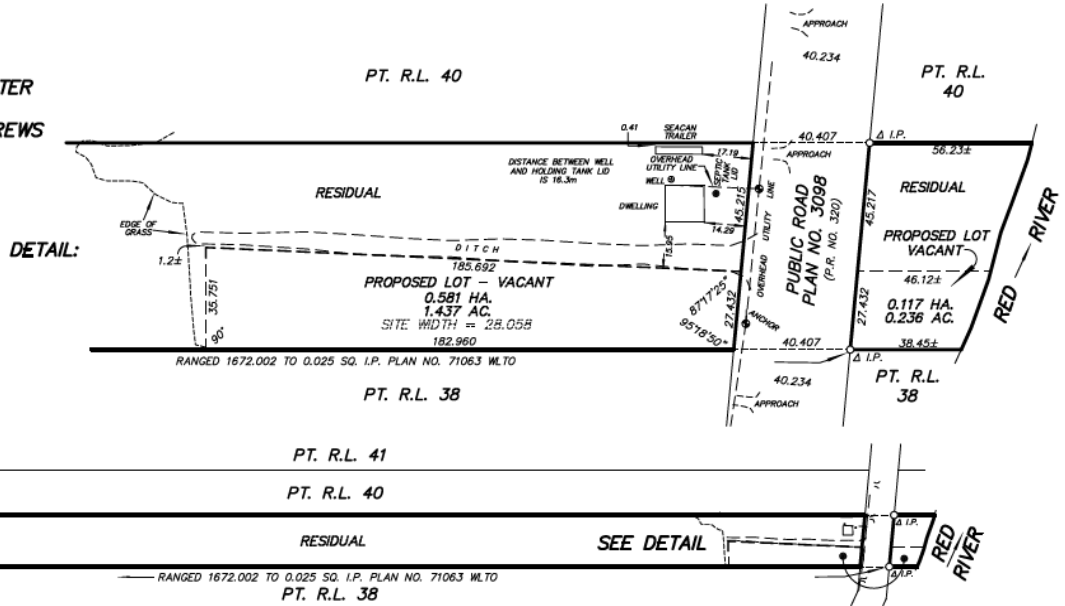 TER
REWS
DETAIL:
PT. R.L. 40
APPROACH
40.234
PT. R.L.
40
0.41
SEACAN
TRAILER
17.19
40.407
Δ I.P.
56.23±
APPROACH
DISTANCE BETWEEN WELL
AND HOLDING TANK LID
IS 16.3m
OVERHEAD
UTILITY LINE
SEPTIC
TANK
LID
WELL
DWELLING
14.29
15.95
45.215
RESIDUAL
EDGE OF
GRASS
DITCH
1.2±
185.692
35.751
90°
PROPOSED LOT - VACANT
0.581 HA.
1.437 AC.
SITE WIDTH = 28.058
182.960
87°17'25"
95°18'50"
27.432
OVERHEAD UTILITY LINE
ANCHOR
PUBLIC ROAD
PLAN NO. 3098
(P.R. NO. 320)
45.217
RESIDUAL
PROPOSED LOT
VACANT
46.12±
27.432
0.117 HA.
0.236 AC.
38.45±
RED RIVER
RANGED 1672.002 TO 0.025 SQ. I.P. PLAN NO. 71063 WLTO
40.407
Δ I.P.
PT. R.L. 38
40.234
PT. R.L.
38
APPROACH
PT. R.L. 41
PT. R.L. 40
Δ I.P.
RESIDUAL
SEE DETAIL
RED
RIVER
Δ I.P.
RANGED 1672.002 TO 0.025 SQ. I.P. PLAN NO. 71063 WLTO
PT. R.L. 38